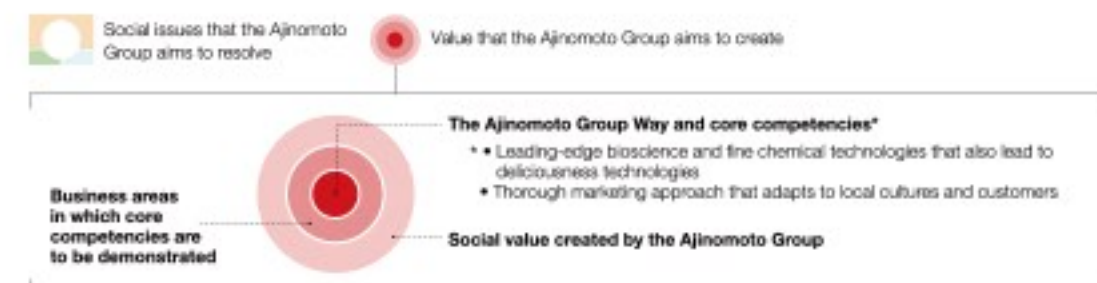 Social issues that the Ajinomoto
Group aims to resolve
Value that the Ajinomoto Group aims to create
The Ajinomoto Group Way and core competencies*
* • Leading-edge bioscience and fine chemical technologies that also lead to
deliciousness technologies
• Thorough marketing approach that adapts to local cultures and customers
Business areas
in which core
competencies are
to be demonstrated
Social value created by the Ajinomoto Group